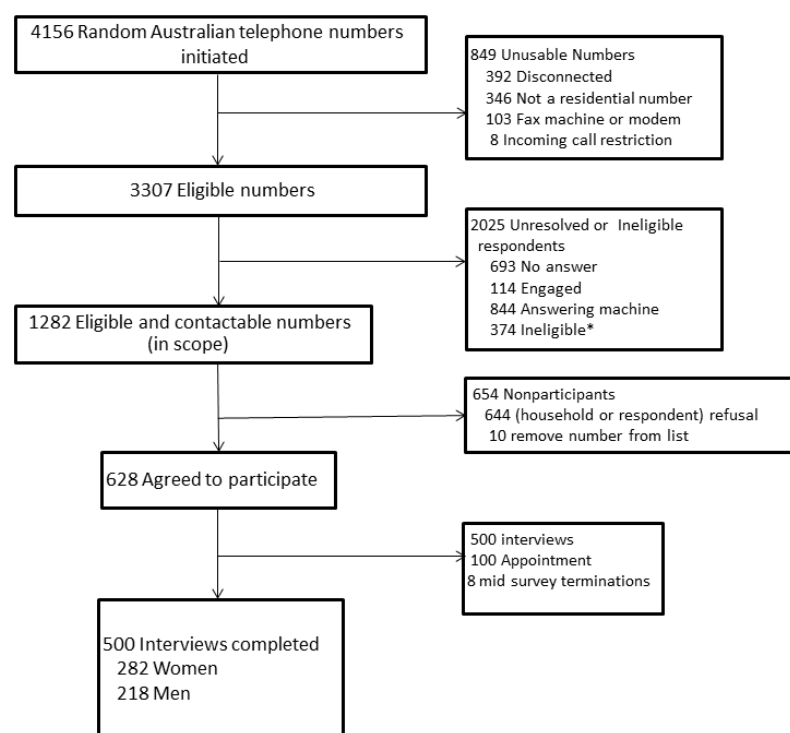 4156 Random Australian telephone numbers
initiated
849 Unusable Numbers
392 Disconnected
346 Not a residential number
103 Fax machine or modem
8 Incoming call restriction
3307 Eligible numbers
2025 Unresolved or Ineligible
respondents
693 No answer
114 Engaged
844 Answering machine
374 Ineligible*
1282 Eligible and contactable numbers
(in scope)
654 Nonparticipants
644 (household or respondent) refusal
10 remove number from list
628 Agreed to participate
500 interviews
100 Appointment
8 mid survey terminations
500 Interviews completed
282 Women
218 Men